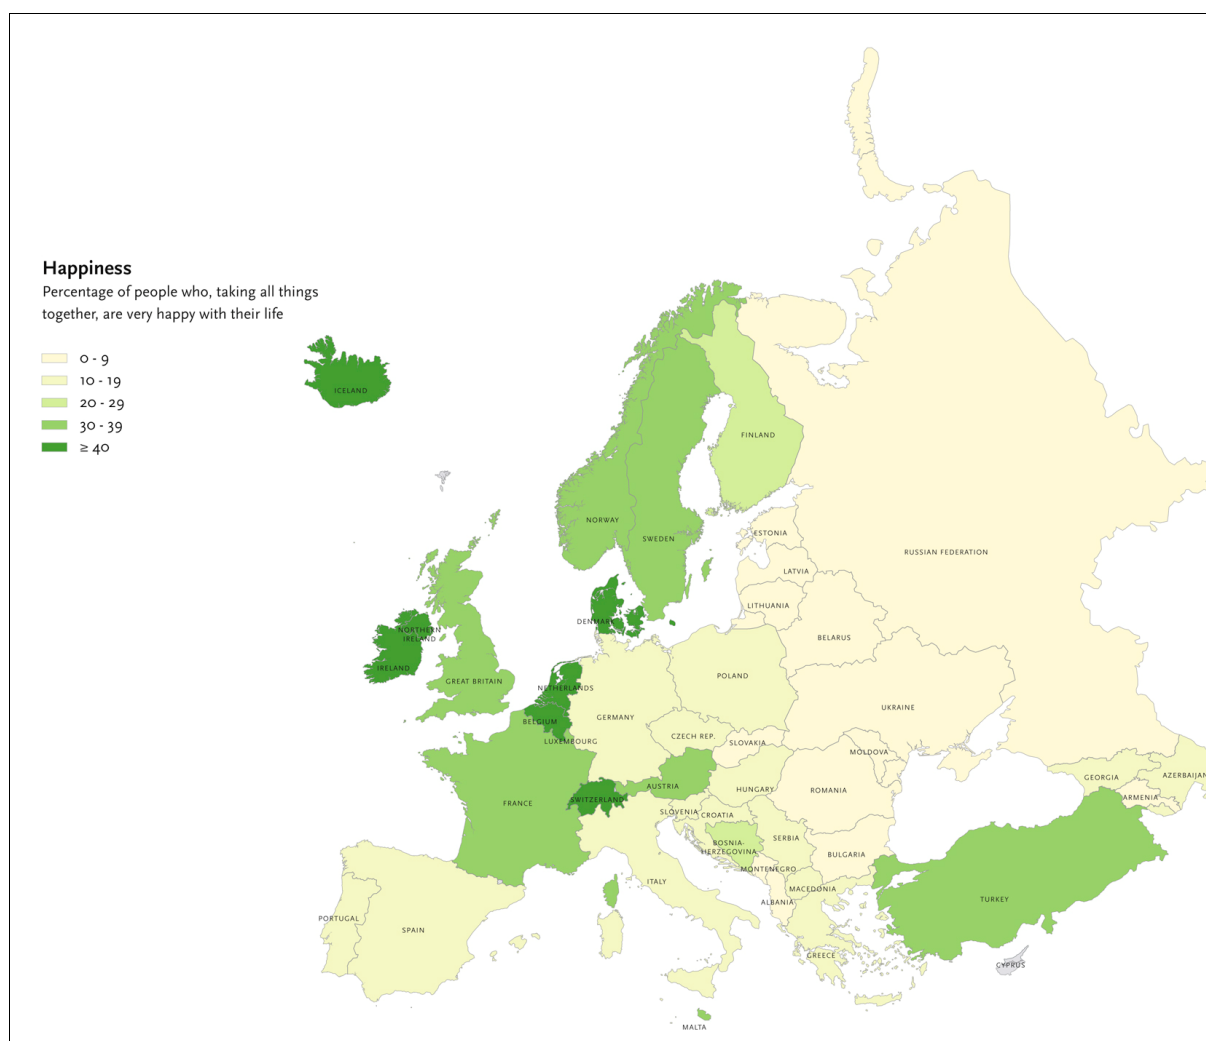 Happiness
Percentage of people who, taking all things
together, are very happy with their life
0 - 9
10 - 19
20 - 29
30 - 39
≥ 40
ICELAND
FINLAND
NORWAY
SWEDEN
ESTONIA
RUSSIAN FEDERATION
LATVIA
LITHUANIA
DENMARK
NORTHERN
IRELAND
BELARUS
IRELAND
POLAND
GREAT BRITAIN
NETHERLANDS
UKRAINE
GERMANY
BELGIUM
CZECH REP.
LUXEMBOURG
SLOVAKIA
MOLDOVA
GEORGIA
AZERBAIJAN
AUSTRIA
HUNGARY
ROMANIA
ARMENIA
SWITZERLAND
FRANCE
SLOVENIA
CROATIA
SERBIA
BOSNIA-
HERZEGOVINA
BULGARIA
MONTENEGRO
ITALY
MACEDONIA
ALBANIA
TURKEY
PORTUGAL
SPAIN
GREECE
CYPRUS
MALTA